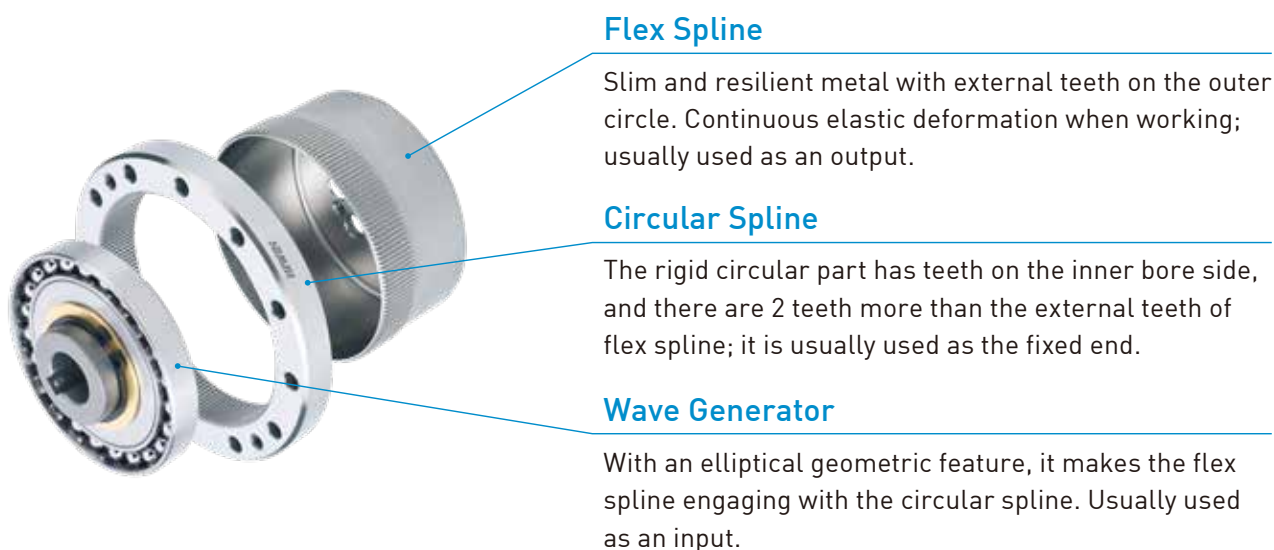 Flex Spline
Slim and resilient metal with external teeth on the outer
circle. Continuous elastic deformation when working;
usually used as an output.
Circular Spline
The rigid circular part has teeth on the inner bore side,
and there are 2 teeth more than the external teeth of
flex spline; it is usually used as the fixed end.
Wave Generator
With an elliptical geometric feature, it makes the flex
spline engaging with the circular spline. Usually used
as an input.